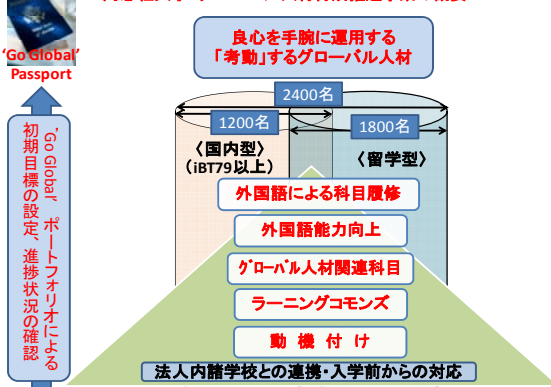 良心を手腕に運用する
「考動」するグローバル人材
'Go Global'
Passport
2400名
1200名
1800名
〈国内型〉
(iBT79以上)
〈留学型〉
外国語による科目履修
外国語能力向上
グローバル人材関連科目
ラーニングコモンズ
動 機 付 け
法人内諸学校との連携・入学前からの対応
'Go Global' ポートフォリオによる
初期目標の設定、進捗状況の確認